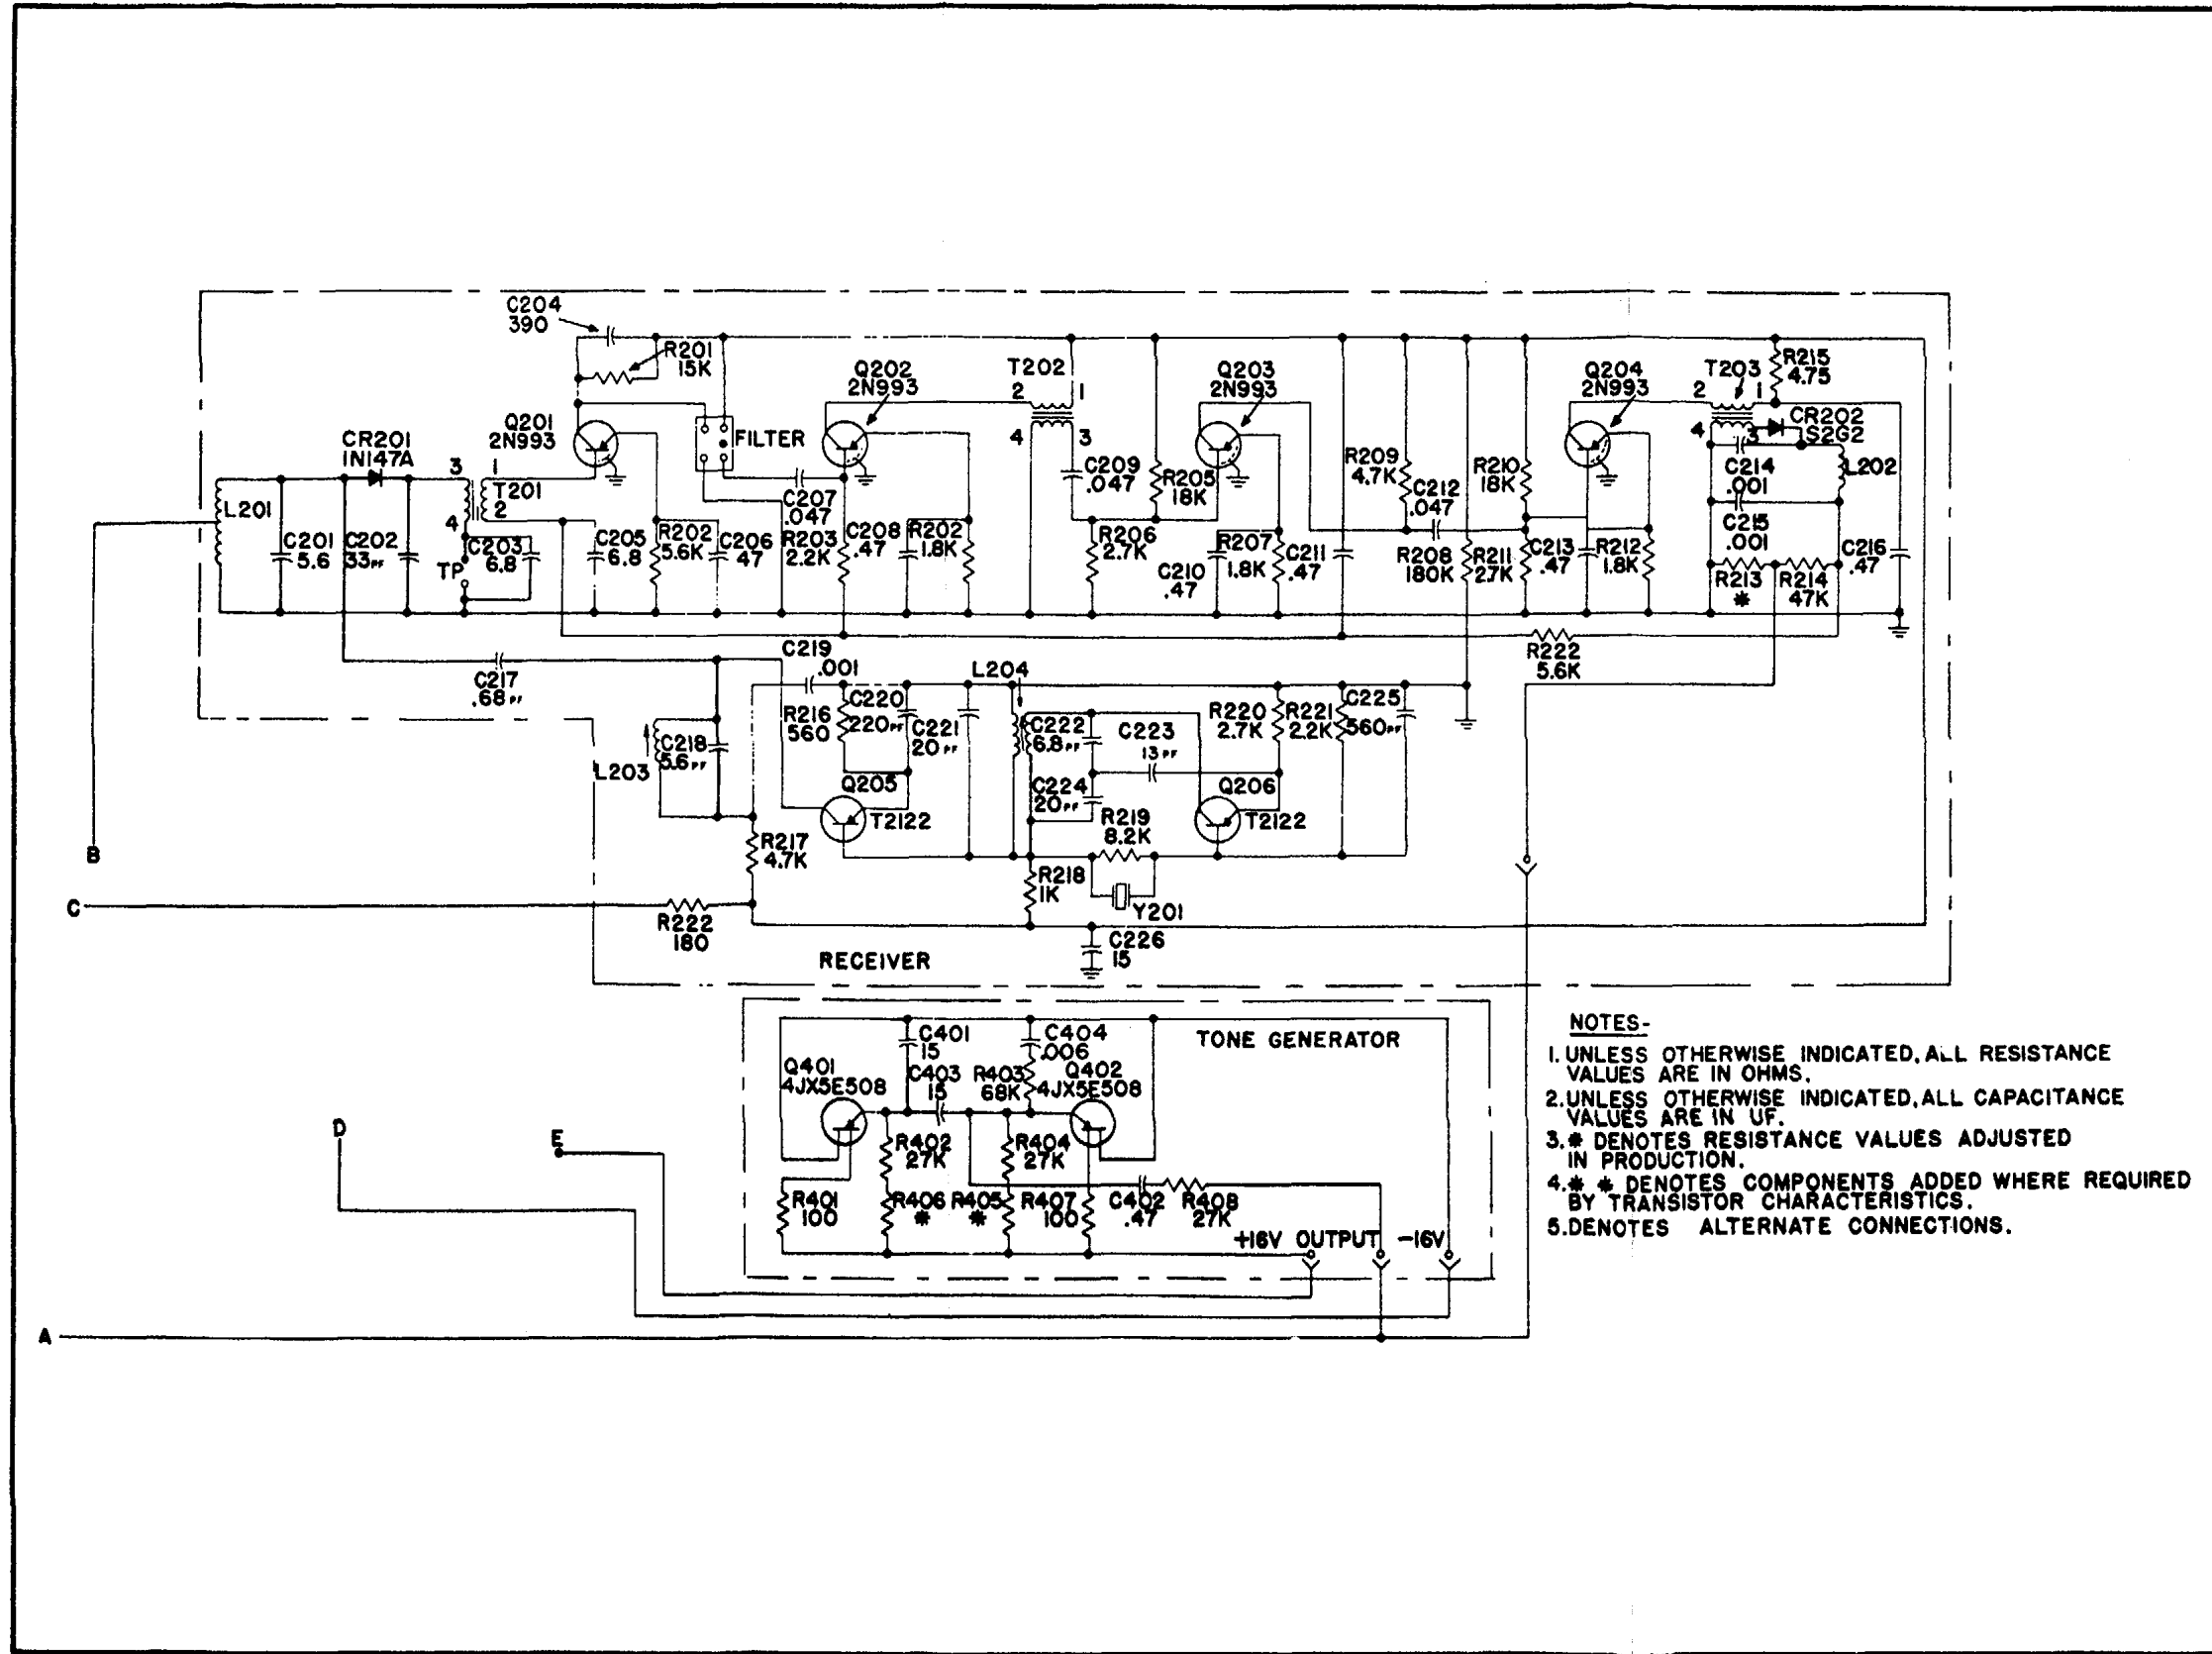 C204
390
R201
15K
Q201
2N993
CR201
1N147A
3
1
T201
2
4
L201
C201
5.6
C202
33PF
C203
6.8
TP
C205
6.8
R202
5.6K
C206
47
FILTER
Q202
2N993
C207
.047
R203
2.2K
C208
.47
R202
1.8K
T202
2
1
4
3
C209
.047
R205
18K
R206
2.7K
Q203
2N993
C210
.47
R207
1.8K
C211
.47
R209
4.7K
C212
.047
R208
180K
R210
18K
R211
2.7K
C213
.47
Q204
2N993
R212
1.8K
T203
2
1
4
3
R215
4.75
CR202
S2G2
C214
.001
L202
C215
.001
R213
*
R214
47K
C216
.47
R222
5.6K
C217
.68PF
C219
.001
R216
560
C220
220PF
C221
20PF
L204
C222
6.8PF
C223
13PF
C224
20PF
R220
2.7K
R221
2.2K
C225
560PF
L203
C218
5.6PF
Q205
T2122
Q206
T2122
R219
8.2K
R217
4.7K
R218
1K
Y201
R222
180
C226
15
RECEIVER
B
C
D
E
A
TONE GENERATOR
C401
15
C404
.006
Q401
4JX5E508
C403
15
R403
68K
Q402
4JX5E508
R402
27K
R404
27K
R401
100
R406
*
R405
*
R407
100
C402
.47
R408
27K
+16V OUTPUT -16V
NOTES-
1. UNLESS OTHERWISE INDICATED, ALL RESISTANCE
VALUES ARE IN OHMS.
2. UNLESS OTHERWISE INDICATED, ALL CAPACITANCE
VALUES ARE IN UF.
3. * DENOTES RESISTANCE VALUES ADJUSTED
IN PRODUCTION.
4. * * DENOTES COMPONENTS ADDED WHERE REQUIRED
BY TRANSISTOR CHARACTERISTICS.
5. DENOTES ALTERNATE CONNECTIONS.